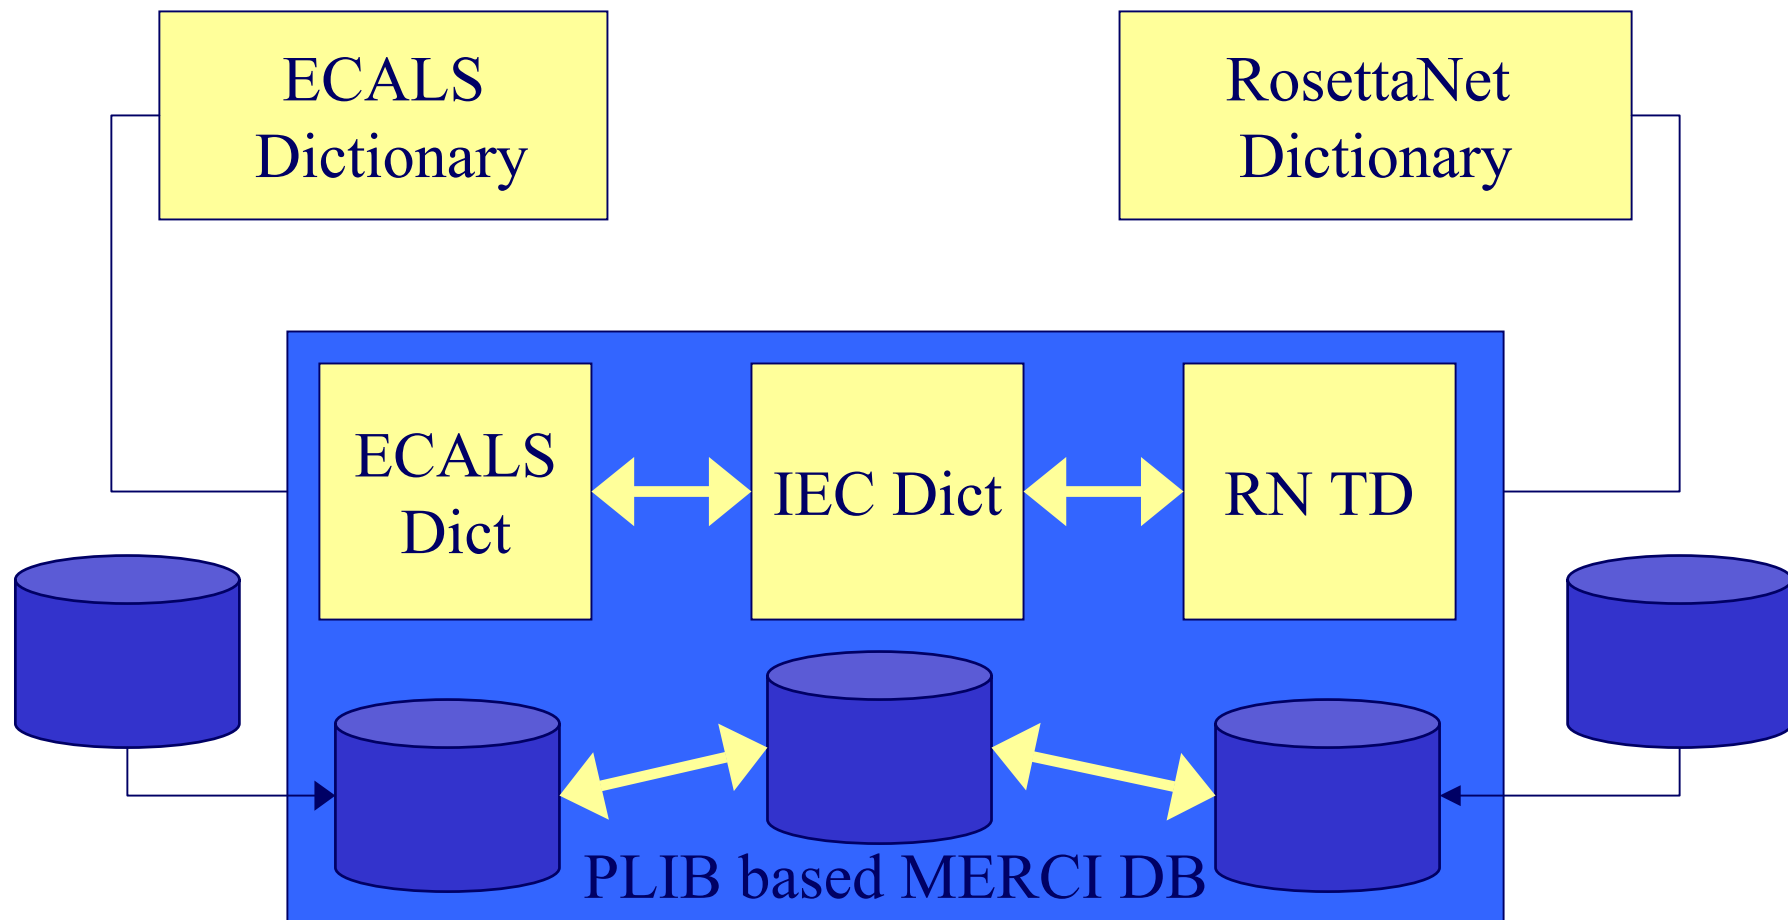 ECALS
Dictionary
RosettaNet
Dictionary
ECALS
Dict
IEC Dict
RN TD
PLIB based MERCI DB